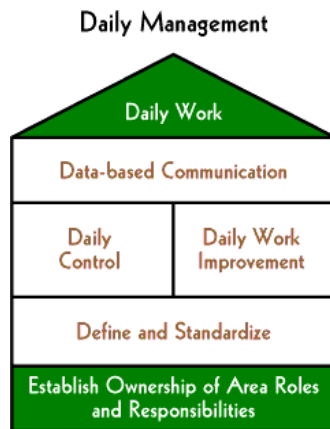 Daily Management
Daily Work
Data-based Communication
Daily
Control
Daily Work
Improvement
Define and Standardize
Establish Ownership of Area Roles
and Responsibilities